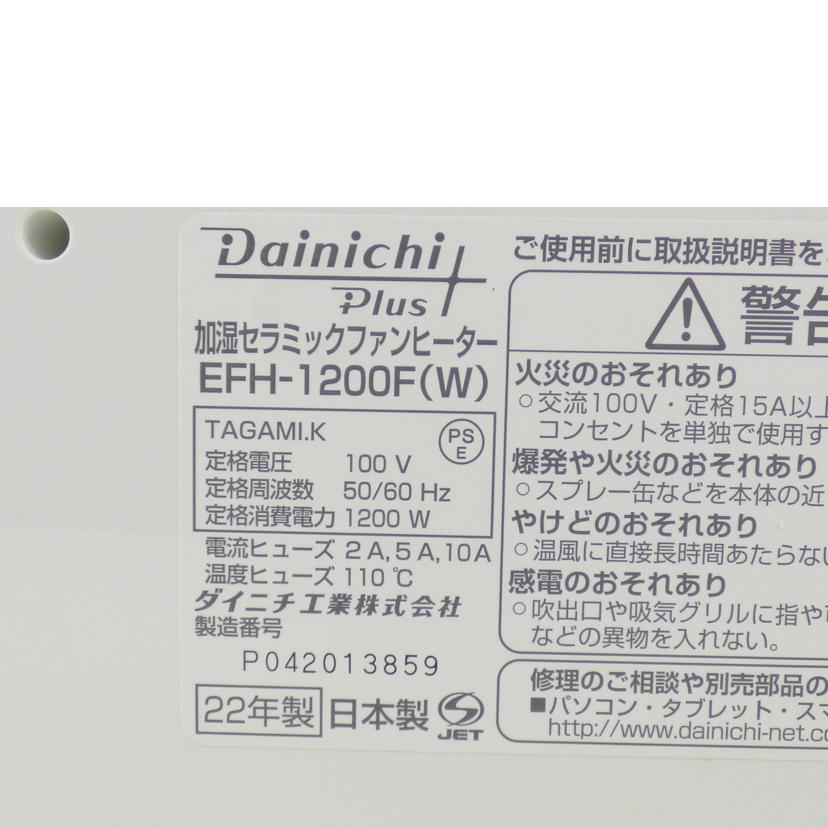 Dainichi
Plus
加湿セラミックファンヒーター
EFH-1200F(W)
TAGAMI.K
PS
E
定格電圧 100 V
定格周波数 50/60 Hz
定格消費電力 1200 W
電流ヒューズ 2 A, 5 A, 10A
温度ヒューズ 110 ℃
ダイニチ工業株式会社
製造番号
P042013859
22年製 日本製
JET
ご使用前に取扱説明書を
警告
火災のおそれあり
○交流100V・定格15A以上
コンセントを単独で使用す
爆発や火災のおそれあり
○スプレー缶などを本体の近
やけどのおそれあり
○温風に直接長時間あたらな
感電のおそれあり
○吹出口や吸気グリルに指や
などの異物を入れない。
修理のご相談や別売部品の
■パソコン・タブレット・スマ
http://www.dainichi-net.co